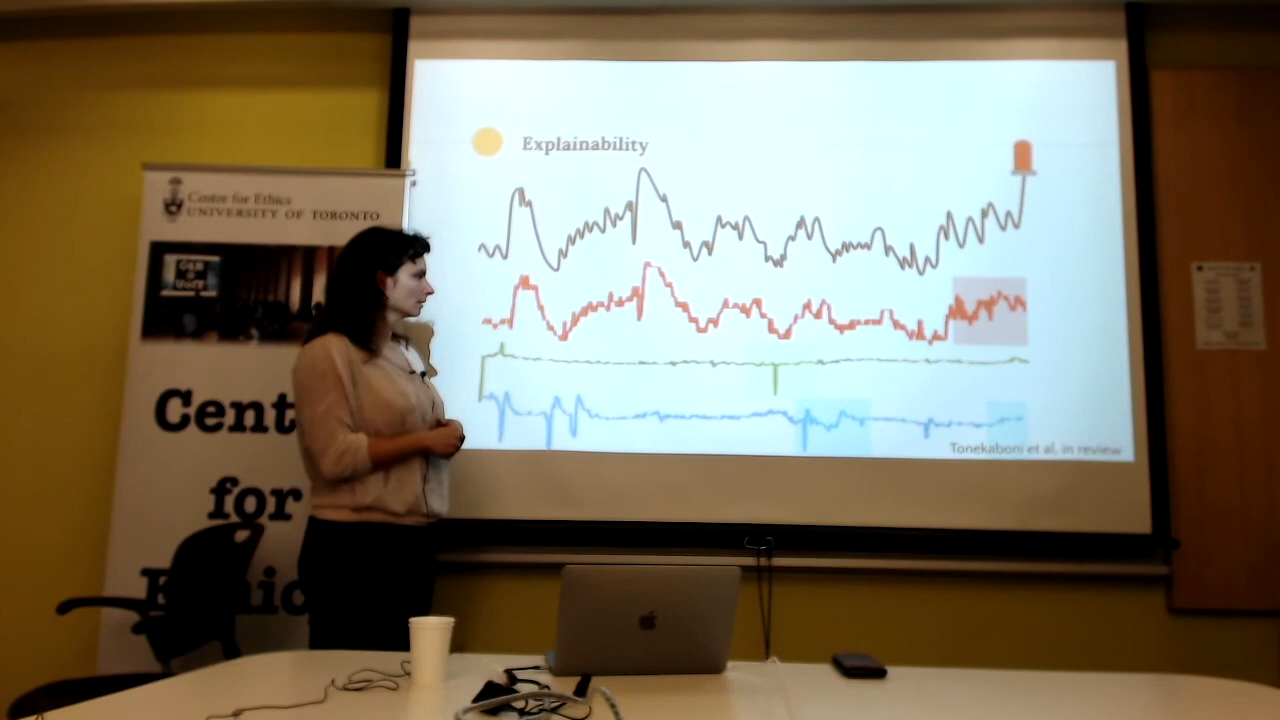 Explainability
Tonekaboni et al. in review
Centre for Ethics
UNIVERSITY OF TORONTO
Cent
for